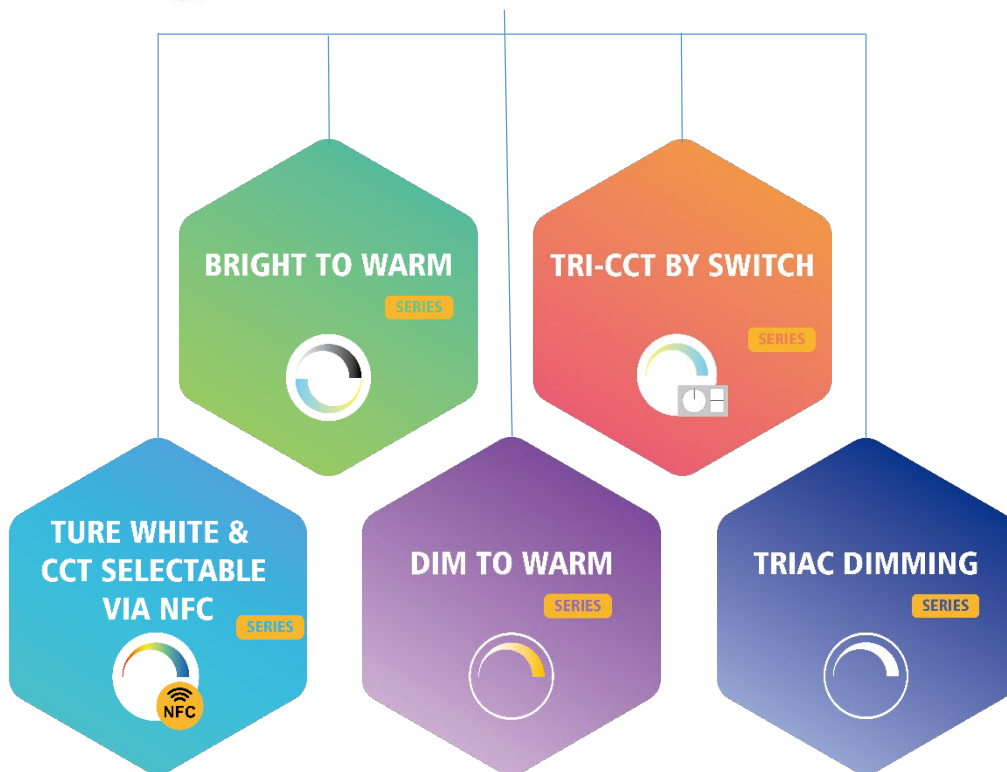 BRIGHT TO WARM
SERIES
TRI-CCT BY SWITCH
SERIES
TURE WHITE &
CCT SELECTABLE
VIA NFC
SERIES
NFC
DIM TO WARM
SERIES
TRIAC DIMMING
SERIES